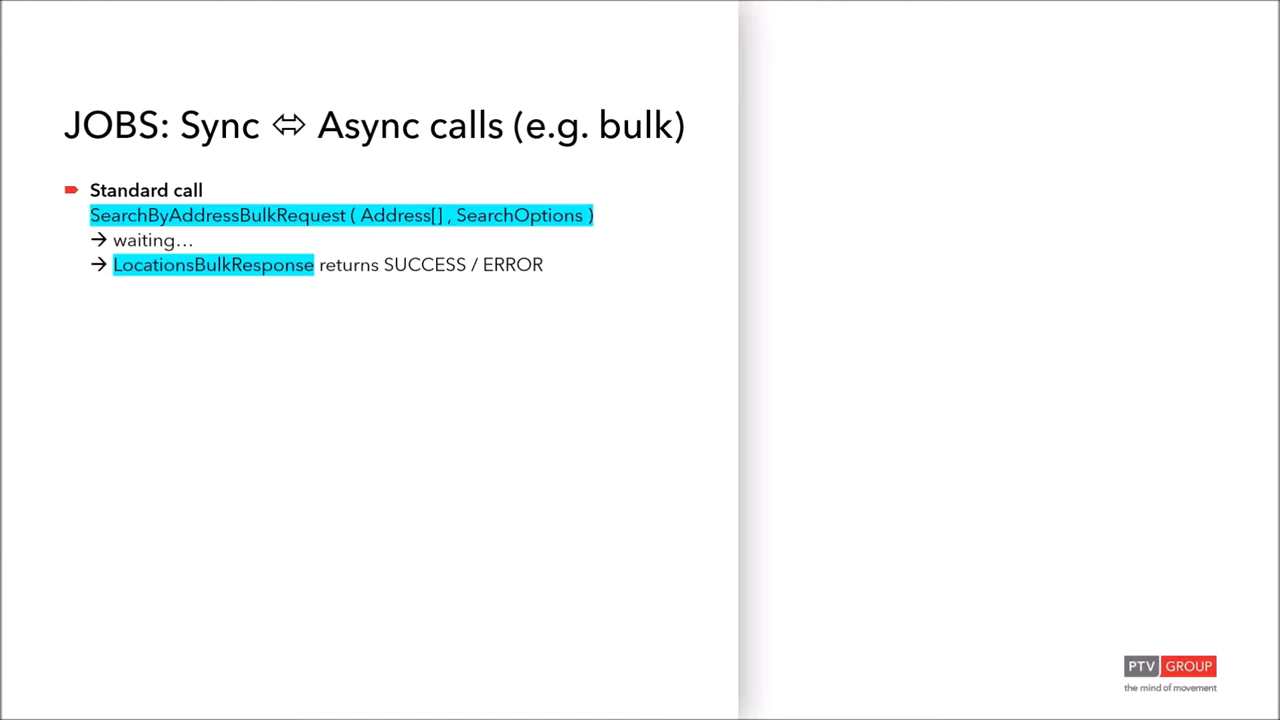 JOBS: Sync ⬄ Async calls (e.g. bulk)
Standard call
SearchByAddressBulkRequest ( Address[] , SearchOptions )
→ waiting…
→ LocationsBulkResponse returns SUCCESS / ERROR
PTV GROUP
the mind of movement